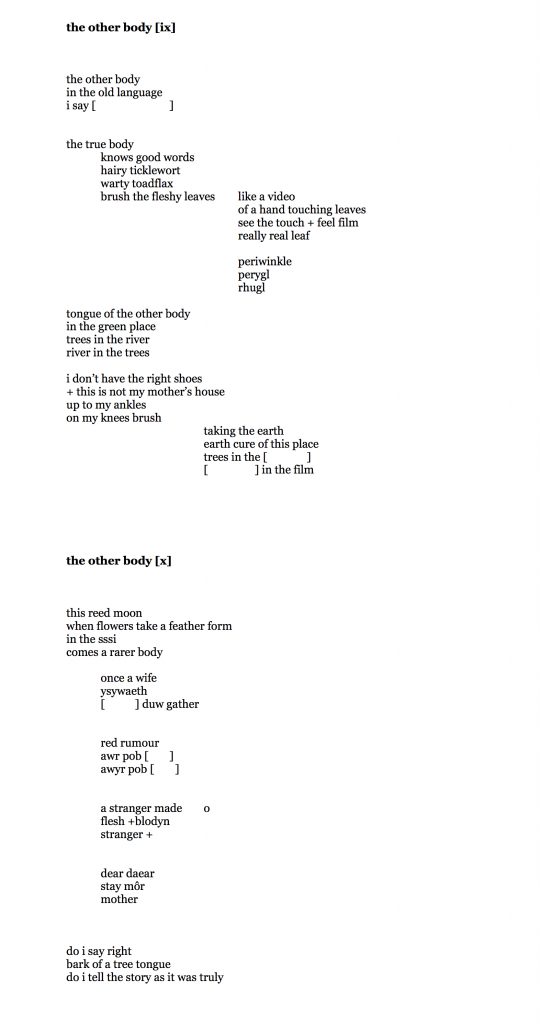 the other body [ix]
the other body
in the old language
i say [ ]
the true body
knows good words
hairy ticklewort
warty toadflax
brush the fleshy leaves
like a video
of a hand touching leaves
see the touch + feel film
really real leaf
periwinkle
perygl
rhugl
tongue of the other body
in the green place
trees in the river
river in the trees
i don't have the right shoes
+ this is not my mother's house
up to my ankles
on my knees brush
taking the earth
earth cure of this place
trees in the [ ]
[ ] in the film
the other body [x]
this reed moon
when flowers take a feather form
in the sssi
comes a rarer body
once a wife
ysywaeth
[ ] duw gather
red rumour
awr pob [ ]
awyr pob [ ]
a stranger made o
flesh +blodyn
stranger +
dear daear
stay môr
mother
do i say right
bark of a tree tongue
do i tell the story as it was truly